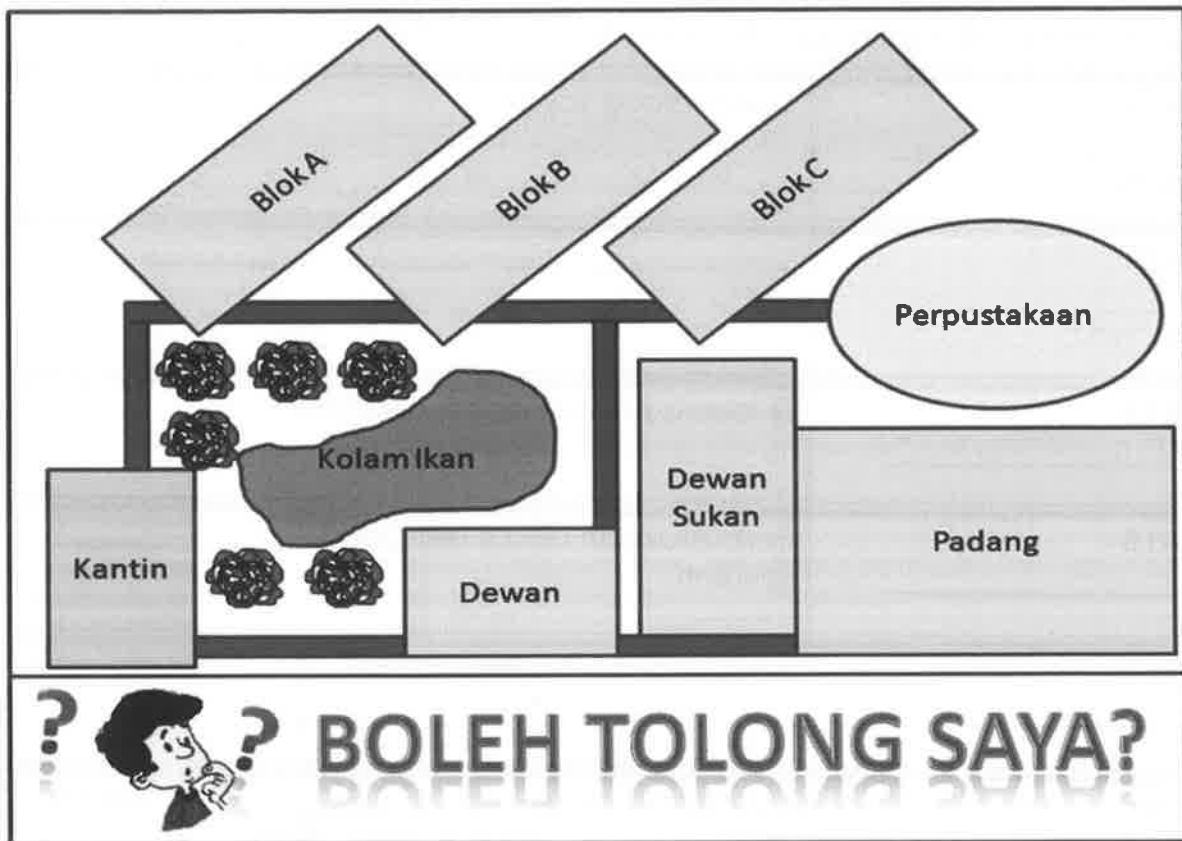 Blok A
Blok B
Blok C
Perpustakaan
Kolam Ikan
Dewan
Sukan
Padang
Kantin
Dewan
? ? BOLEH TOLONG SAYA?